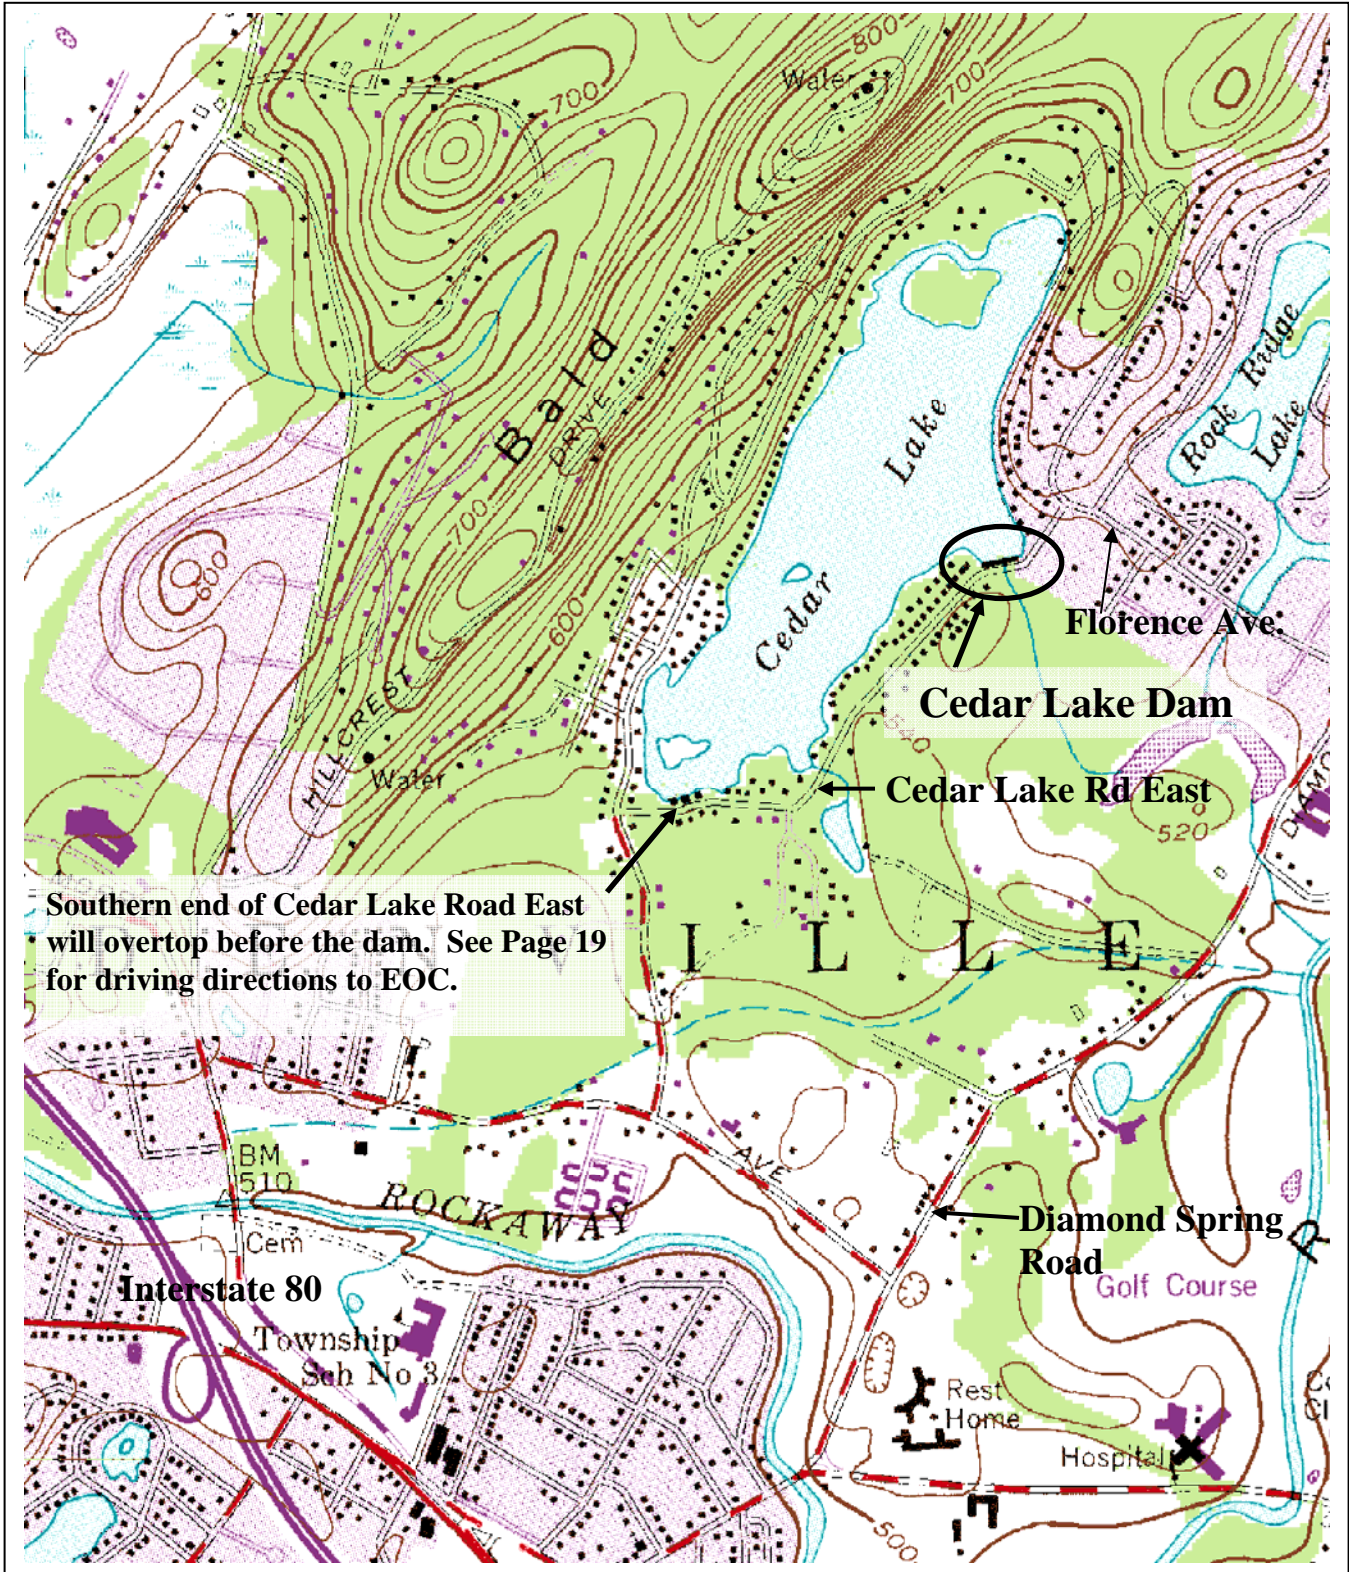 800
Water
700
700
Bald
DRIVE
Lake
Rock Ridge
Lake
700
600
600
Cedar
Florence Ave.
Cedar Lake Dam
HILLCREST
Water
Cedar Lake Rd East
520
DIAMO
Southern end of Cedar Lake Road East
will overtop before the dam. See Page 19
for driving directions to EOC.
I L L E
BM
510
AVE
ROCKAWAY
Cem
Diamond Spring
Road
R
Interstate 80
Golf Course
Township
Sch No 3
Rest
Home
Hospital
500